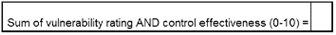 Sum of vulnerability rating AND control effectiveness (0-10) =